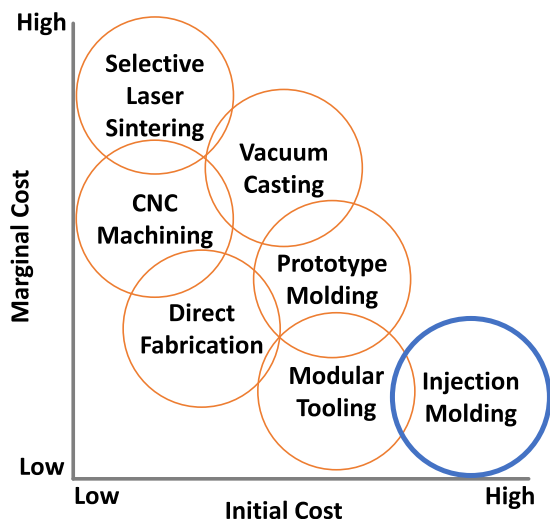 High
Selective
Laser
Sintering
Vacuum
Casting
CNC
Machining
Marginal Cost
Prototype
Molding
Direct
Fabrication
Modular
Tooling
Injection
Molding
Low
Low
Initial Cost
High